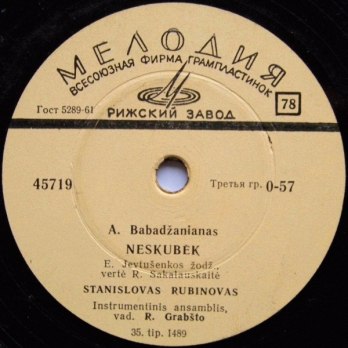 МЕЛОДИЯ
ВСЕСОЮЗНАЯ ФИРМА ГРАМПЛАСТИНОК
Гост 5289-61
78
РИЖСКИЙ ЗАВОД
45719
Третья гр. 0-57
A. Babadžanianas
NESKUBĖK
E. Jevtušenkos žodž.,
vertė R. Sakalauskaitė
STANISLOVAS RUBINOVAS
Instrumentinis ansamblis,
vad. R. Grabšto
35. tip. 1489